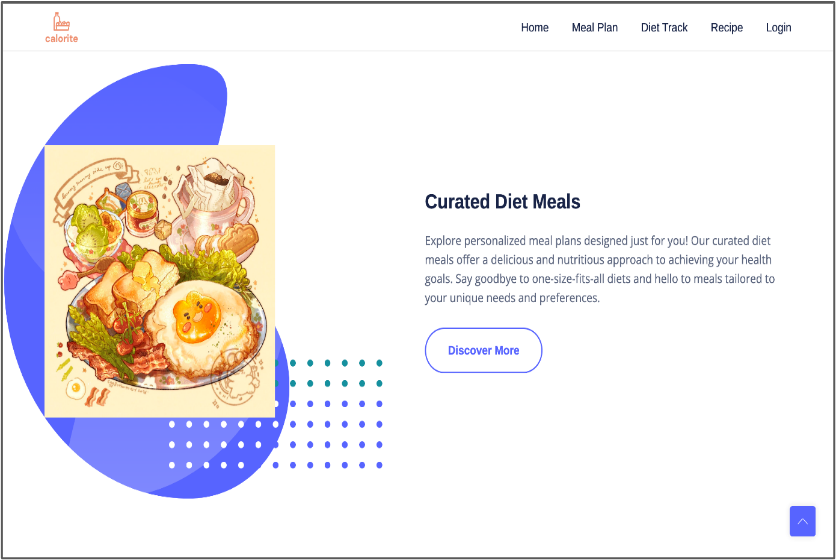 calorite
Home Meal Plan Diet Track Recipe Login
Curated Diet Meals
Explore personalized meal plans designed just for you! Our curated diet
meals offer a delicious and nutritious approach to achieving your health
goals. Say goodbye to one-size-fits-all diets and hello to meals tailored to
your unique needs and preferences.
Discover More